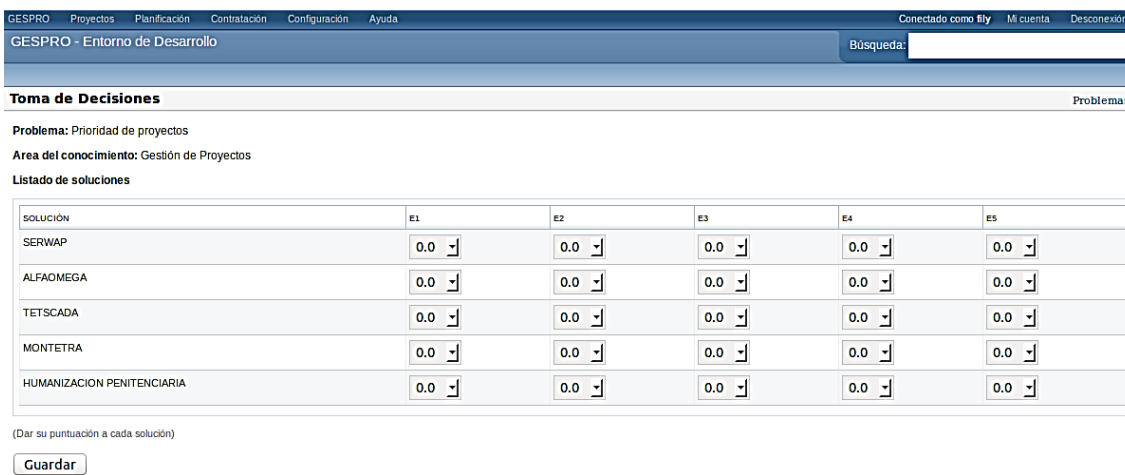 GESPRO Proyectos Planificación Contratación Configuración Ayuda Conectado como fily Mi cuenta Desconexión
GESPRO - Entorno de Desarrollo Búsqueda:
Toma de Decisiones Problemas
Problema: Prioridad de proyectos
Area del conocimiento: Gestión de Proyectos
Listado de soluciones
SOLUCIÓN E1 E2 E3 E4 E5
SERWAP 0.0 0.0 0.0 0.0 0.0
ALFAOMEGA 0.0 0.0 0.0 0.0 0.0
TETSCADA 0.0 0.0 0.0 0.0 0.0
MONTETRA 0.0 0.0 0.0 0.0 0.0
HUMANIZACION PENITENCIARIA 0.0 0.0 0.0 0.0 0.0
(Dar su puntuación a cada solución)
Guardar